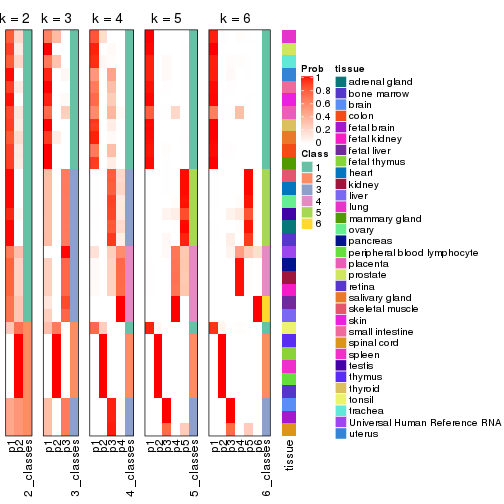 k = 2
k = 3
k = 4
k = 5
k = 6
Prob
1
0.8
0.6
0.4
0.2
0
Class
1
2
3
4
5
6
tissue
adrenal gland
bone marrow
brain
colon
fetal brain
fetal kidney
fetal liver
fetal thymus
heart
kidney
liver
lung
mammary gland
ovary
pancreas
peripheral blood lymphocyte
placenta
prostate
retina
salivary gland
skeletal muscle
skin
small intestine
spinal cord
spleen
testis
thymus
thyroid
tonsil
trachea
Universal Human Reference RNA
uterus
p1
p2
2_classes
p1
p2
p3
3_classes
p1
p2
p3
p4
4_classes
p1
p2
p3
p4
p5
5_classes
p1
p2
p3
p4
p5
p6
6_classes
tissue